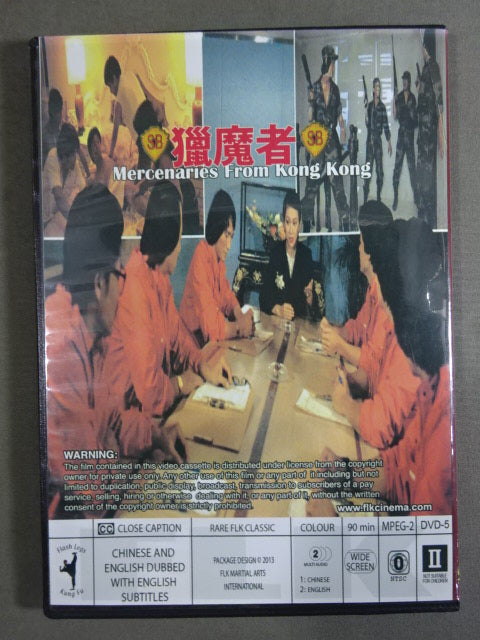 SB 獵魔者 SB
Mercenaries From Kong Kong
WARNING:
The film contained in this video cassette is distributed under license from the copyright
owner for private use only. Any other use of this film or any part of it including but not
limited to duplication, public display, broadcast, transmission to subscribers of a pay
service, selling, hiring or otherwise dealing with it, or any part of it, without the written
consent of the copyright owner is strictly prohibited.
www.flkcinema.com
CC CLOSE CAPTION
RARE FLK CLASSIC
COLOUR
90 min
MPEG-2
DVD-5
Flash Legs
Kung Fu
CHINESE AND
ENGLISH DUBBED
WITH ENGLISH
SUBTITLES
PACKAGE DESIGN © 2013
FLK MARTIAL ARTS
INTERNATIONAL
2
MULTI AUDIO
1 : CHINESE
2 : ENGLISH
WIDE
SCREEN
0
NTSC
II
NOT SUITABLE
FOR CHILDREN